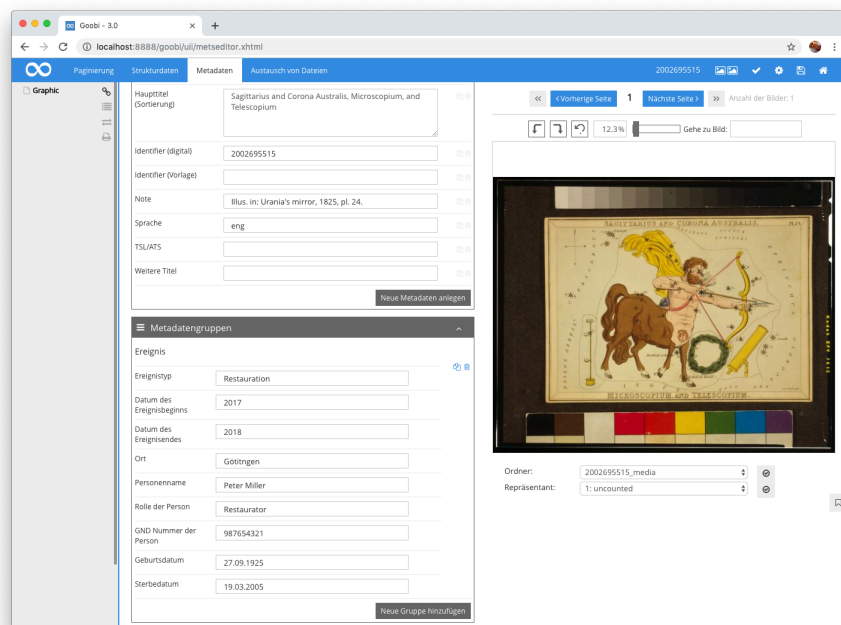 Goobi - 3.0
localhost:8888/goobi/uii/metseditor.xhtml
Paginierung Strukturdaten Metadaten Austausch von Dateien 2002695515
Graphic
Haupttitel (Sortierung)
Sagittarius and Corona Australis, Microscopium, and Telescopium
Identifier (digital) 2002695515
Identifier (Vorlage)
Note Illus. in: Urania's mirror, 1825, pl. 24.
Sprache eng
TSL/ATS
Weitere Titel
Neue Metadaten anlegen
Metadatengruppen
Ereignis
Ereignistyp Restauration
Datum des Ereignisbeginns 2017
Datum des Ereignisendes 2018
Ort Götitngen
Personenname Peter Miller
Rolle der Person Restaurator
GND Nummer der Person 987654321
Geburtsdatum 27.09.1925
Sterbedatum 19.03.2005
Neue Gruppe hinzufügen
Vorherige Seite 1 Nächste Seite Anzahl der Bilder: 1
12.3% Gehe zu Bild:
SAGITTARIUS AND CORONA AUSTRALIS,
MICROSCOPIUM, AND TELESCOPIUM.
Ordner: 2002695515_media
Repräsentant: 1: uncounted